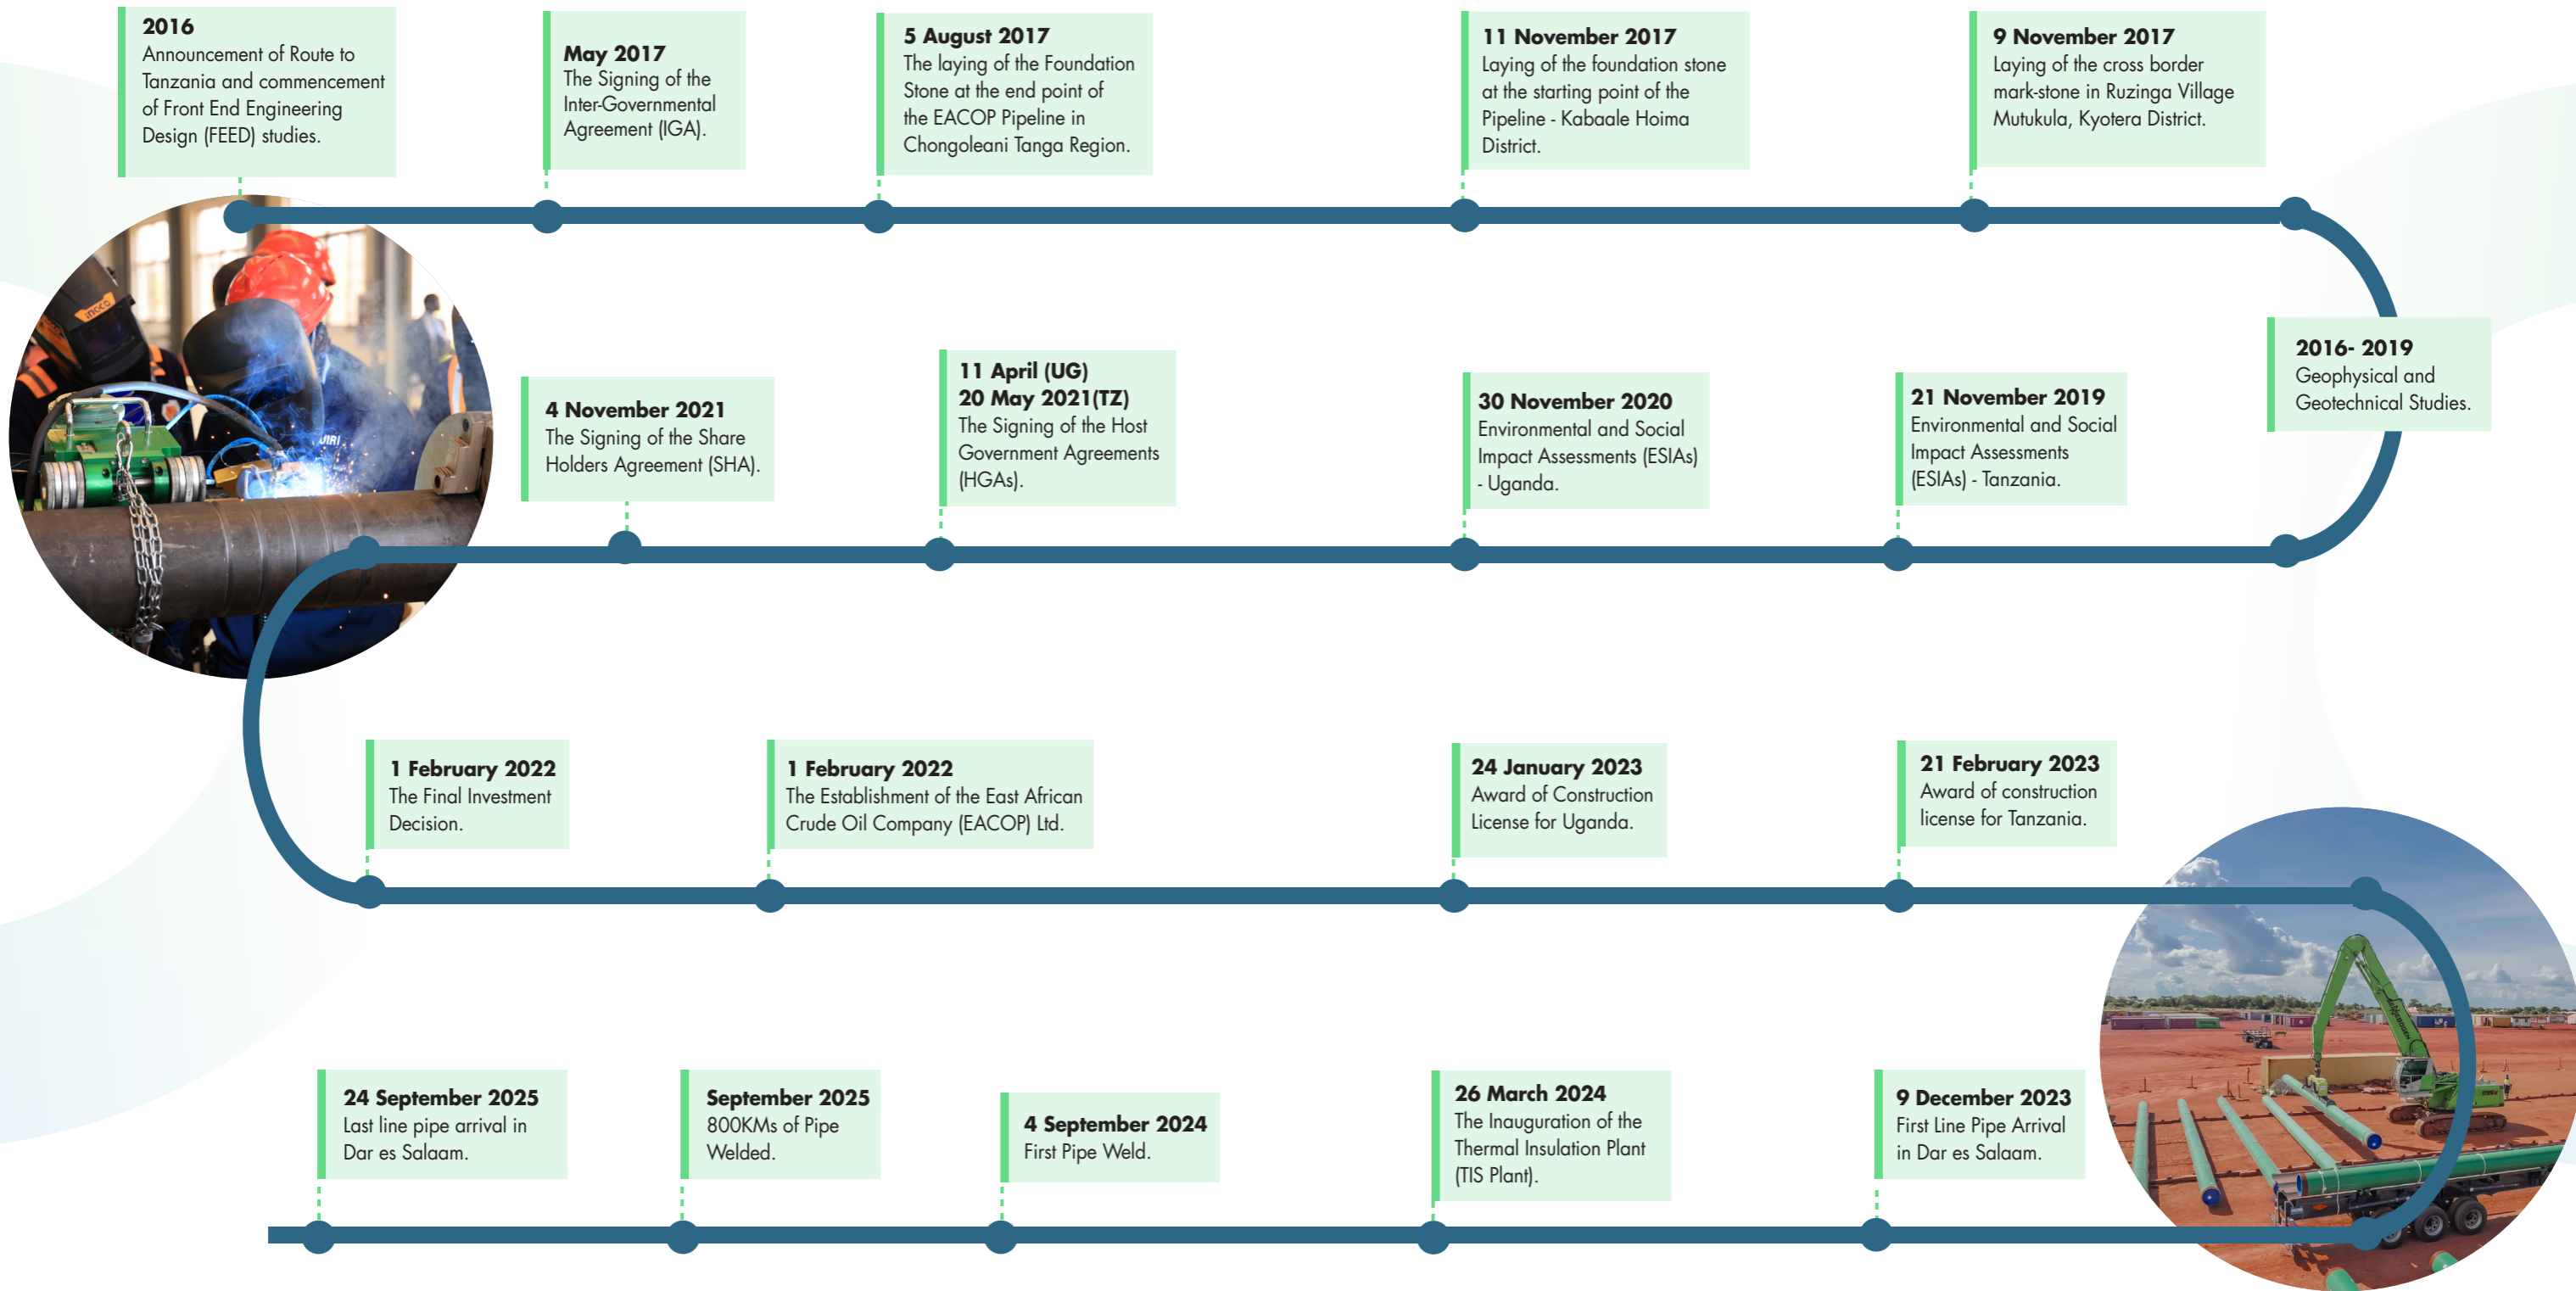 2016
Announcement of Route to
Tanzania and commencement
of Front End Engineering
Design (FEED) studies.
May 2017
The Signing of the
Inter-Governmental
Agreement (IGA).
5 August 2017
The laying of the Foundation
Stone at the end point of
the EACOP Pipeline in
Chongoleani Tanga Region.
11 November 2017
Laying of the foundation stone
at the starting point of the
Pipeline - Kabaale Hoima
District.
9 November 2017
Laying of the cross border
mark-stone in Ruzinga Village
Mutukula, Kyotera District.
2016- 2019
Geophysical and
Geotechnical Studies.
21 November 2019
Environmental and Social
Impact Assessments
(ESIAs) - Tanzania.
30 November 2020
Environmental and Social
Impact Assessments (ESIAs)
- Uganda.
11 April (UG)
20 May 2021(TZ)
The Signing of the Host
Government Agreements
(HGAs).
4 November 2021
The Signing of the Share
Holders Agreement (SHA).
INGCO
1 February 2022
The Final Investment
Decision.
1 February 2022
The Establishment of the East African
Crude Oil Company (EACOP) Ltd.
24 January 2023
Award of Construction
License for Uganda.
21 February 2023
Award of construction
license for Tanzania.
9 December 2023
First Line Pipe Arrival
in Dar es Salaam.
26 March 2024
The Inauguration of the
Thermal Insulation Plant
(TIS Plant).
4 September 2024
First Pipe Weld.
September 2025
800KMs of Pipe
Welded.
24 September 2025
Last line pipe arrival in
Dar es Salaam.